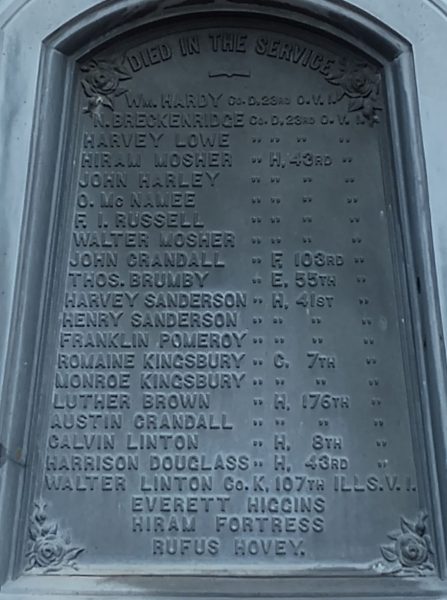 DIED IN THE SERVICE.
WM. HARDY CO. D, 23RD O. V. I.
N. BRECKENRIDGE CO. D, 23RD O. V. I.
HARVEY LOWE " " " "
HIRAM MOSHER " H, 43RD "
JOHN HARLEY " " " "
O. MC NAMEE " " " "
F. I. RUSSELL " " " "
WALTER MOSHER " " " "
JOHN CRANDALL " F, 103RD "
THOS. BRUMBY " E, 55TH "
HARVEY SANDERSON " H, 41ST "
HENRY SANDERSON " " " "
FRANKLIN POMEROY " " " "
ROMAINE KINGSBURY " C, 7TH "
MONROE KINGSBURY " " " "
LUTHER BROWN " H, 176TH "
AUSTIN CRANDALL " " " "
CALVIN LINTON " H, 8TH "
HARRISON DOUGLASS " H, 43RD "
WALTER LINTON CO. K, 107TH ILLS. V. I.
EVERETT HIGGINS
HIRAM FORTRESS
RUFUS HOVEY.